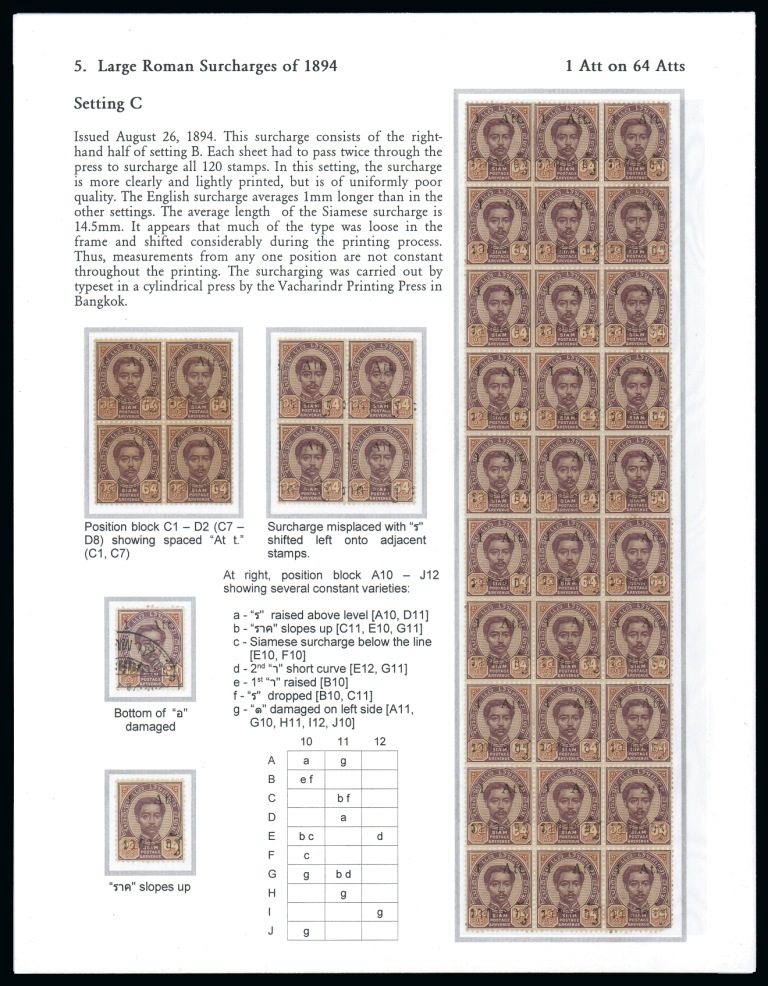 5. Large Roman Surcharges of 1894
1 Att on 64 Atts
Setting C
Issued August 26, 1894. This surcharge consists of the right-
hand half of setting B. Each sheet had to pass twice through the
press to surcharge all 120 stamps. In this setting, the surcharge
is more clearly and lightly printed, but is of uniformly poor
quality. The English surcharge averages 1mm longer than in the
other settings. The average length of the Siamese surcharge is
14.5mm. It appears that much of the type was loose in the
frame and shifted considerably during the printing process.
Thus, measurements from any one position are not constant
throughout the printing. The surcharging was carried out by
typeset in a cylindrical press by the Vacharindr Printing Press in
Bangkok.
Position block C1 – D2 (C7 –
D8) showing spaced "At t."
(C1, C7)
Surcharge misplaced with "ร"
shifted left onto adjacent
stamps.
At right, position block A10 – J12
showing several constant varieties:
a - "ร" raised above level [A10, D11]
b - "ราค" slopes up [C11, E10, G11]
c - Siamese surcharge below the line
[E10, F10]
d - 2nd "า" short curve [E12, G11]
e - 1st "า" raised [B10]
f - "ร" dropped [B10, C11]
g - "๑" damaged on left side [A11,
G10, H11, I12, J10]
Bottom of "อ"
damaged
"ราค" slopes up
10 11 12
A a g
B e f
C b f
D a
E b c d
F c
G g b d
H g
I g
J g